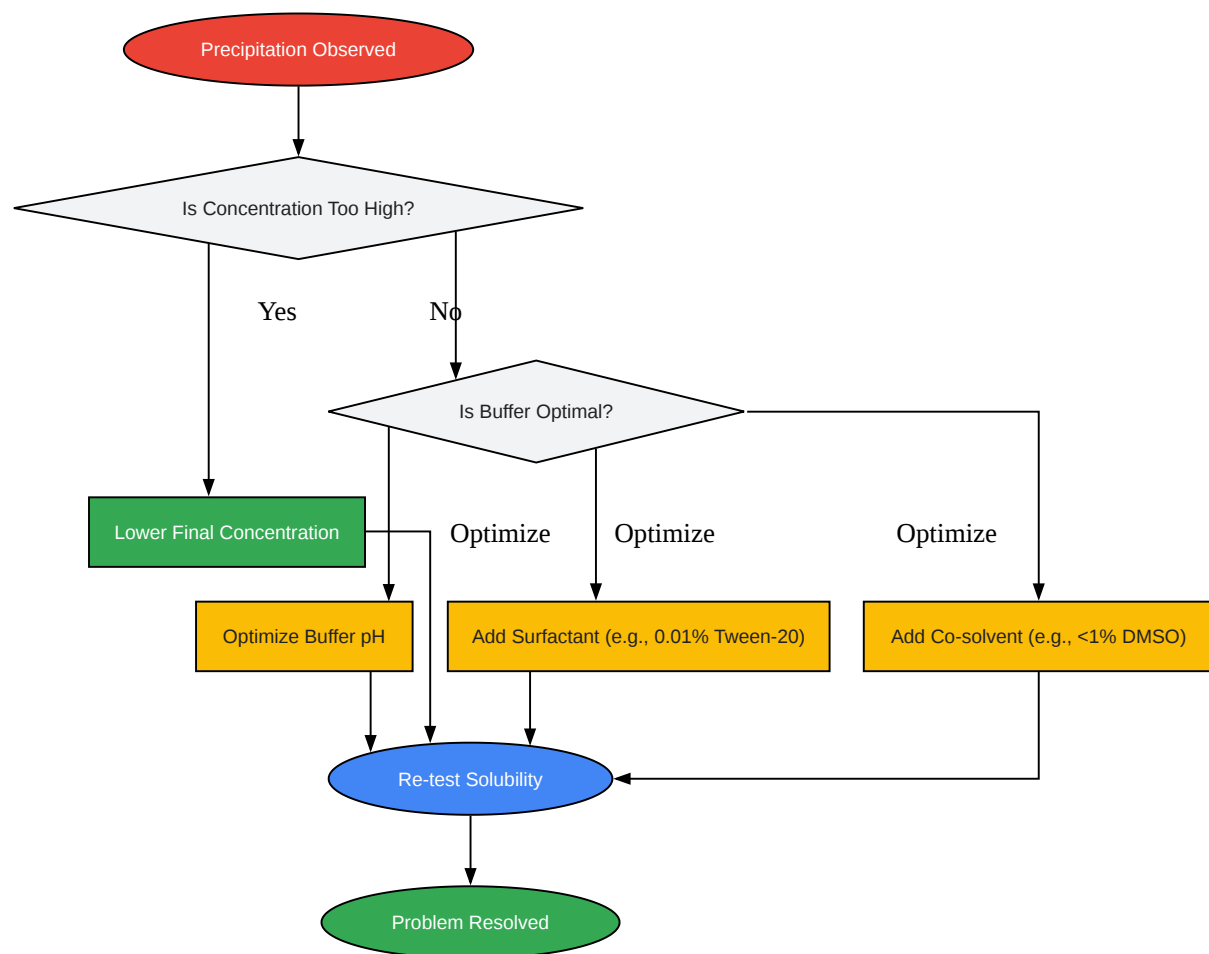 Precipitation Observed
Is Concentration Too High?
Yes
No
Is Buffer Optimal?
Lower Final Concentration
Optimize
Optimize
Optimize
Optimize Buffer pH
Add Surfactant (e.g., 0.01% Tween-20)
Add Co-solvent (e.g., <1% DMSO)
Re-test Solubility
Problem Resolved